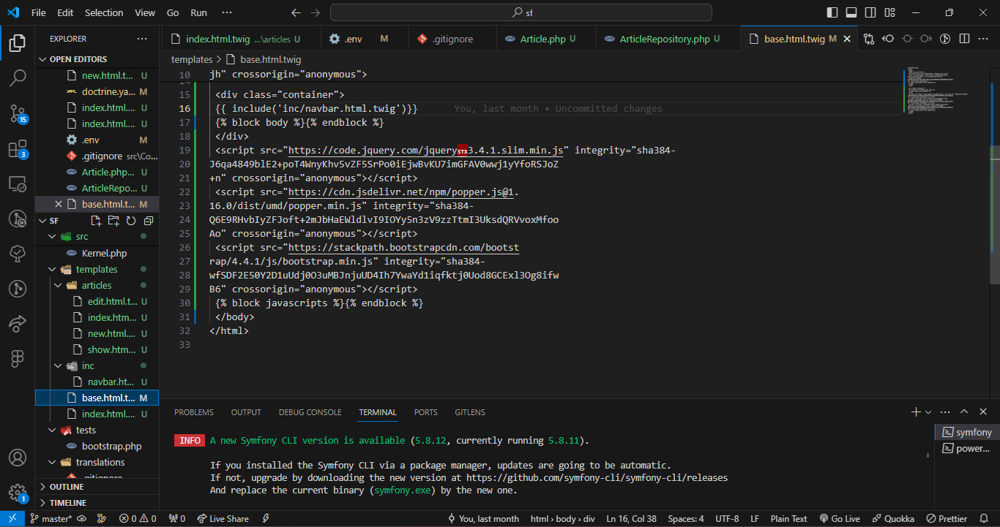 File Edit Selection View Go Run ··· sf
EXPLORER ···
OPEN EDITORS
new.html.t... U
doctrine.ya... M
index.html.... U
index.html.... U
.env M
.gitignore src\Co...
Article.php... U
ArticleRepo... U
base.html.t... M
SF
src
Kernel.php
templates
articles
edit.html.t... U
index.htm... U
new.html.... U
show.htm... U
inc
navbar.ht... U
base.html.t... M
index.html.... U
tests
bootstrap.php
translations
.gitignore
OUTLINE
TIMELINE
index.html.twig ...\articles U .env M .gitignore Article.php U ArticleRepository.php U base.html.twig M
templates > base.html.twig
10 jh" crossorigin="anonymous">
14
15 <div class="container">
16 {{ include('inc/navbar.html.twig')}} You, last month • Uncommitted changes
17 {% block body %}{% endblock %}
18 </div>
19 <script src="https://code.jquery.com/jquerySTX3.4.1.slim.min.js" integrity="sha384-
20 J6qa4849blE2+poT4WnyKhv5vZF5SrPo0iEjwBvKU7imGFAV0wwj1yYfoRSJoZ
21 +n" crossorigin="anonymous"></script>
22 <script src="https://cdn.jsdelivr.net/npm/popper.js@1.
23 16.0/dist/umd/popper.min.js" integrity="sha384-
24 Q6E9RHvbIyZFJoft+2mJbHaEWldlvI9IOYy5n3zV9zzTtmI3UksdQRVvoxMfoo
25 Ao" crossorigin="anonymous"></script>
26 <script src="https://stackpath.bootstrapcdn.com/bootst
27 rap/4.4.1/js/bootstrap.min.js" integrity="sha384-
28 wfSDF2E50Y2D1uUdj0O3uMBJnjuUD4Ih7YwaYd1iqfktj0Uod8GCExl3Og8ifw
29 B6" crossorigin="anonymous"></script>
30 {% block javascripts %}{% endblock %}
31 </body>
32 </html>
33
PROBLEMS OUTPUT DEBUG CONSOLE TERMINAL PORTS GITLENS
INFO A new Symfony CLI version is available (5.8.12, currently running 5.8.11).
If you installed the Symfony CLI via a package manager, updates are going to be automatic.
If not, upgrade by downloading the new version at https://github.com/symfony-cli/symfony-cli/releases
And replace the current binary (symfony.exe) by the new one.
symfony
power...
15
3
1
master* 0 0 0 Live Share You, last month html › body › div Ln 16, Col 38 Spaces: 4 UTF-8 LF Plain Text Go Live Quokka Prettier